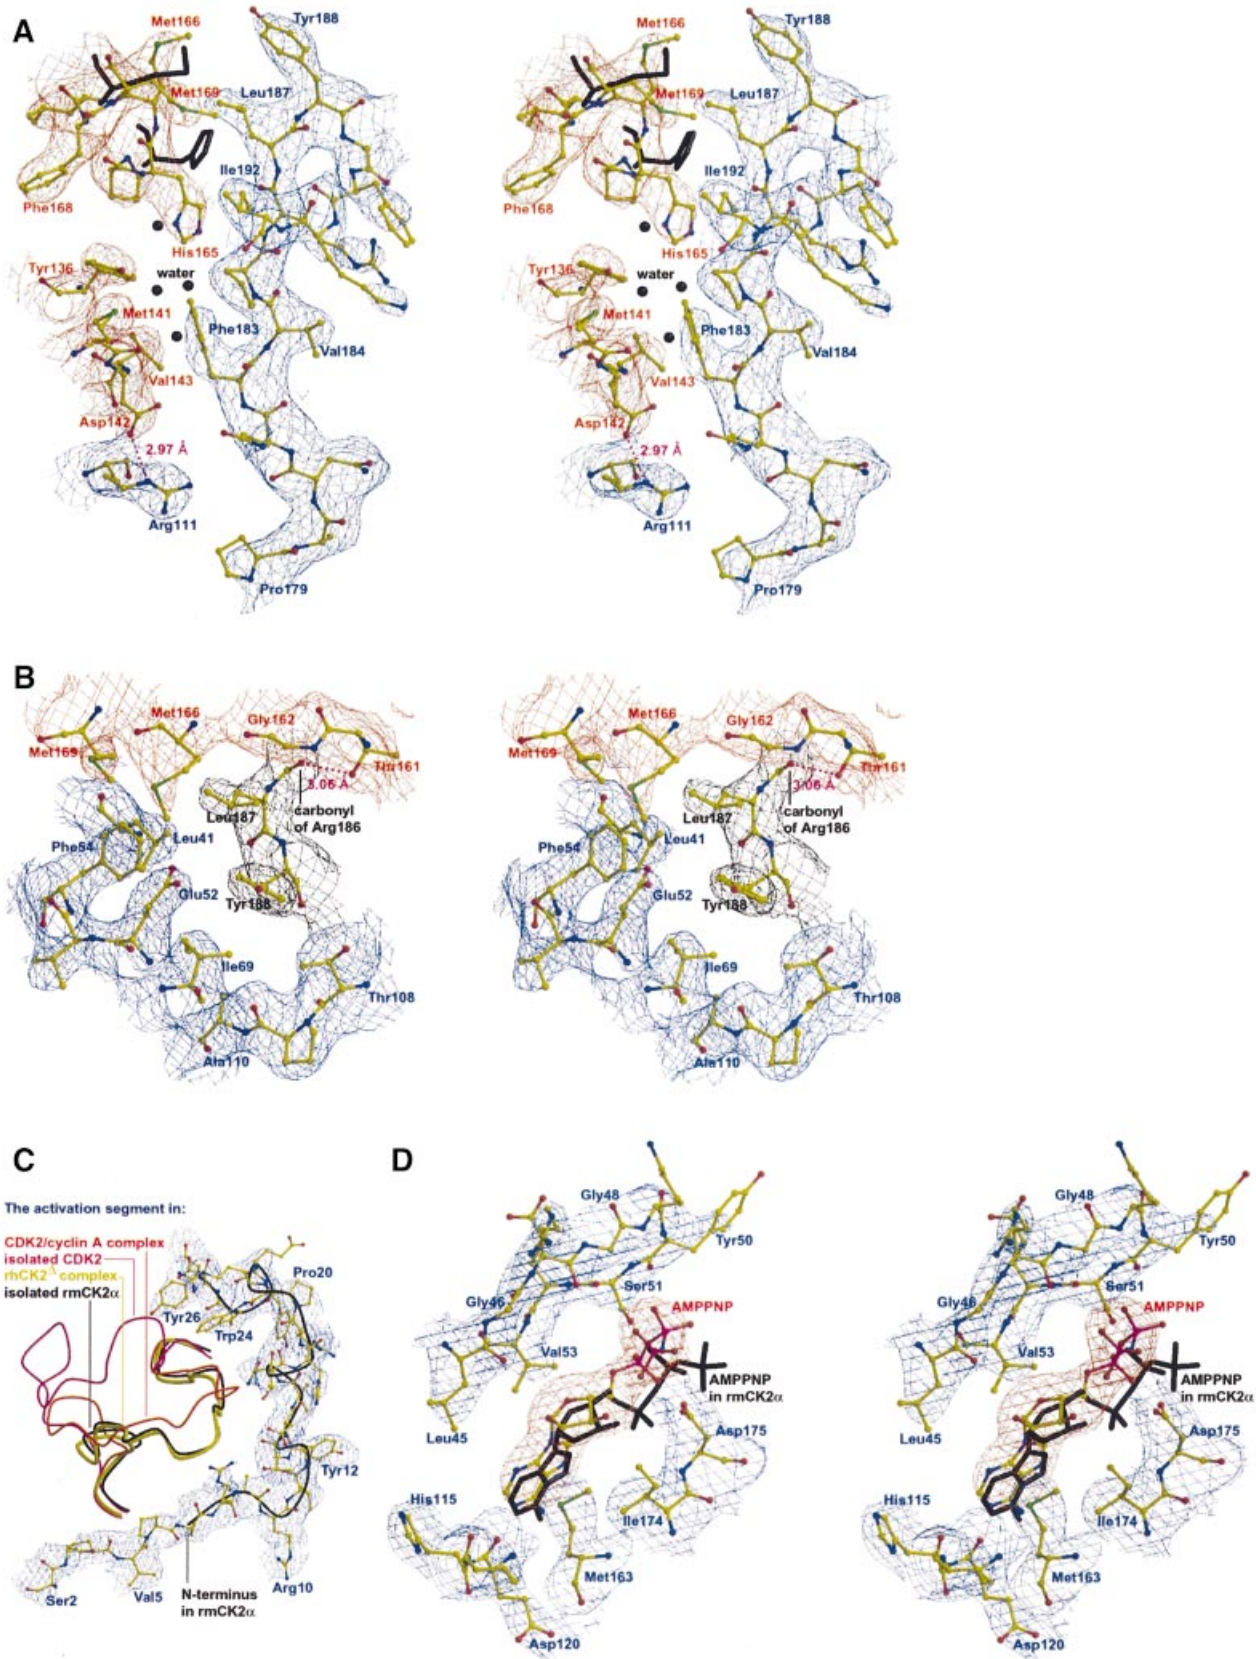 A
Met166
Tyr188
Met169
Leu187
Ile192
Phe168
His165
Tyr136
water
Met141
Phe183
Val184
Val143
Asp142
2.97 Å
Arg111
Pro179
Met166
Tyr188
Met169
Leu187
Ile192
Phe168
His165
Tyr136
water
Met141
Phe183
Val184
Val143
Asp142
2.97 Å
Arg111
Pro179
B
Met166
Gly162
Met169
Thr161
3.06 Å
Leu187
carbonyl
of Arg186
Leu41
Phe54
Glu52
Tyr188
Ile69
Thr108
Ala110
Met166
Gly162
Met169
Thr161
3.06 Å
Leu187
carbonyl
of Arg186
Leu41
Phe54
Glu52
Tyr188
Ile69
Thr108
Ala110
C
The activation segment in:
CDK2/cyclin A complex
isolated CDK2
rhCK2Δ complex
isolated rmCK2α
Pro20
Tyr26
Trp24
Tyr12
Ser2
Val5
Arg10
N-terminus
in rmCK2α
D
Gly48
Tyr50
Ser51
Gly46
AMPPNP
Val53
AMPPNP
in rmCK2α
Leu45
Asp175
His115
Ile174
Met163
Asp120
Gly48
Tyr50
Ser51
Gly46
AMPPNP
Val53
AMPPNP
in rmCK2α
Leu45
Asp175
His115
Ile174
Met163
Asp120